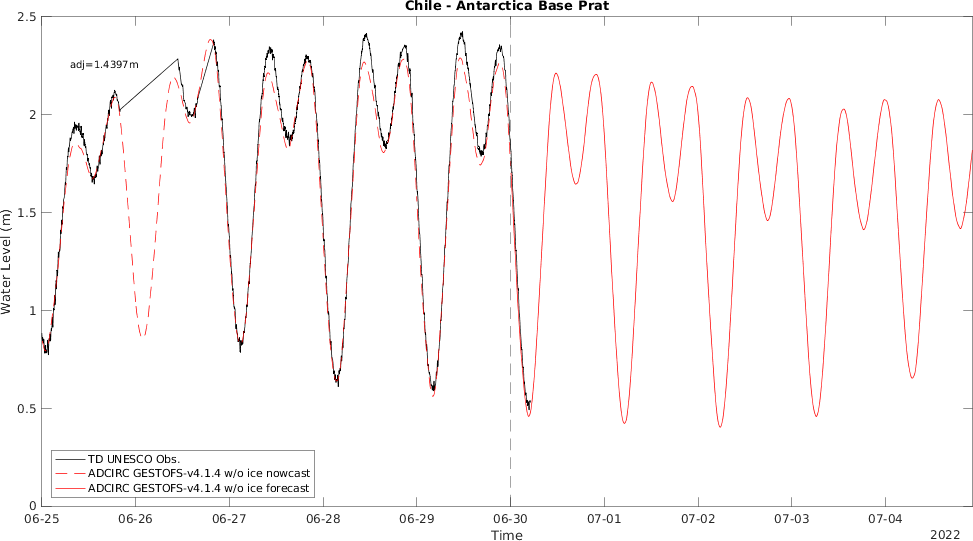 Chile - Antarctica Base Prat
2.5
adj=1.4397m
2
1.5
Water Level (m)
1
0.5
TD UNESCO Obs.
ADCIRC GESTOFS-v4.1.4 w/o ice nowcast
ADCIRC GESTOFS-v4.1.4 w/o ice forecast
0
06-25 06-26 06-27 06-28 06-29 06-30 07-01 07-02 07-03 07-04
Time
2022